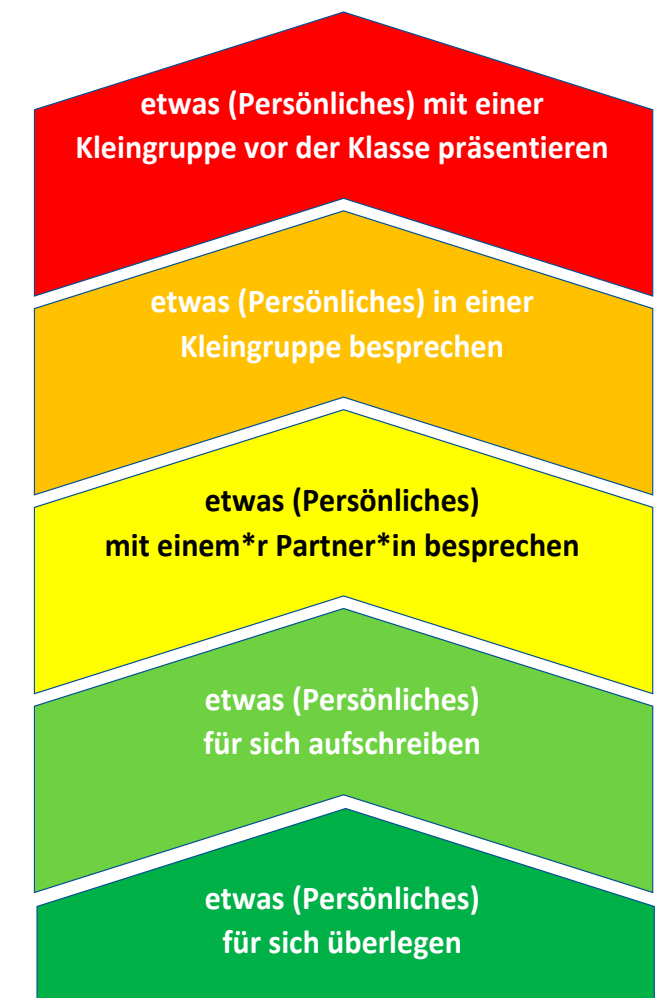 etwas (Persönliches) mit einer
Kleingruppe vor der Klasse präsentieren
etwas (Persönliches) in einer
Kleingruppe besprechen
etwas (Persönliches)
mit einem*r Partner*in besprechen
etwas (Persönliches)
für sich aufschreiben
etwas (Persönliches)
für sich überlegen